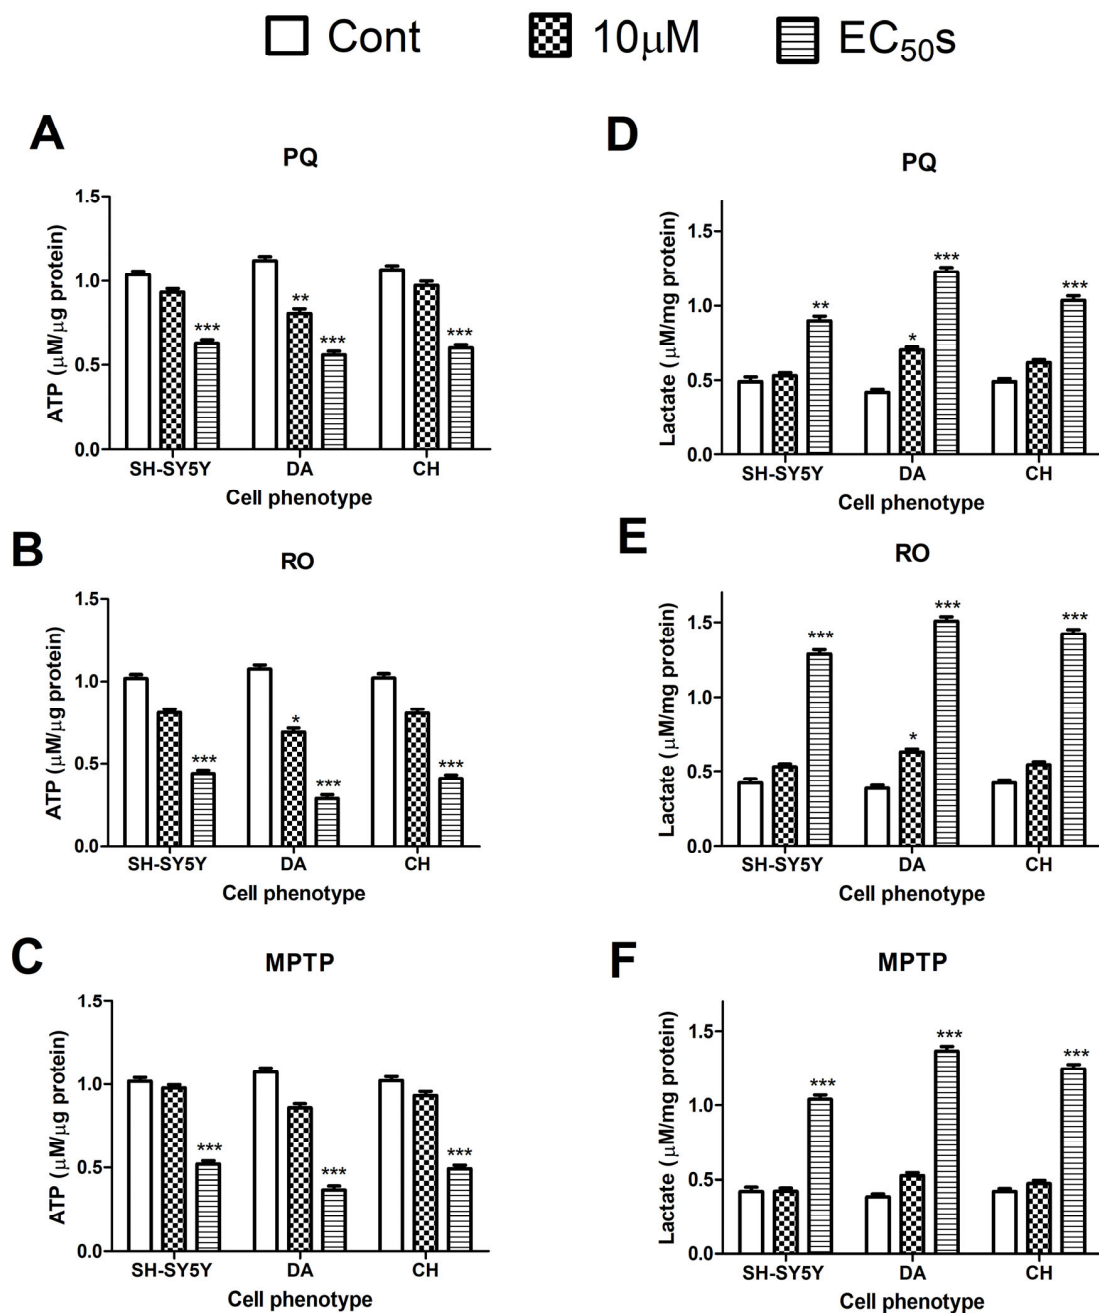 Cont 10μM EC50s
A
PQ
ATP (μM/μg protein)
1.5
1.0
0.5
0.0
** 
***
***
***
SH-SY5Y DA CH
Cell phenotype
D
PQ
Lactate (μM/mg protein)
1.5
1.0
0.5
0.0
**
*
***
***
SH-SY5Y DA CH
Cell phenotype
B
RO
ATP (μM/μg protein)
1.5
1.0
0.5
0.0
***
*
***
***
SH-SY5Y DA CH
Cell phenotype
E
RO
Lactate (μM/mg protein)
1.5
1.0
0.5
0.0
***
*
***
***
SH-SY5Y DA CH
Cell phenotype
C
MPTP
ATP (μM/μg protein)
1.5
1.0
0.5
0.0
***
***
***
SH-SY5Y DA CH
Cell phenotype
F
MPTP
Lactate (μM/mg protein)
1.5
1.0
0.5
0.0
***
***
***
SH-SY5Y DA CH
Cell phenotype